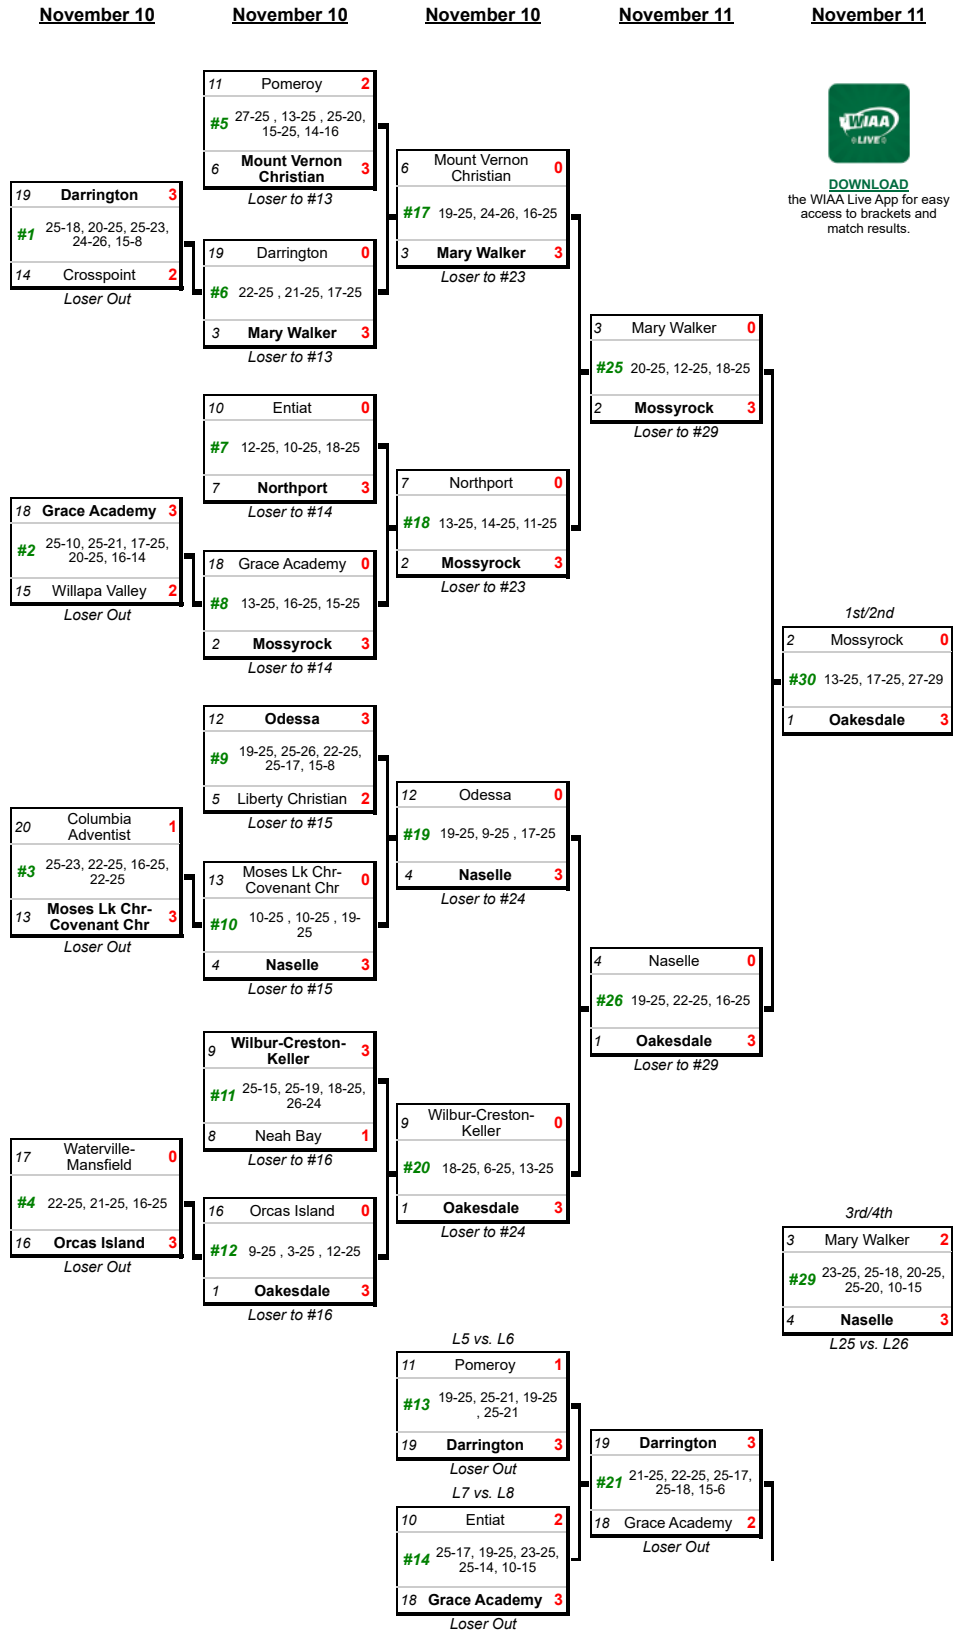 November 10
November 10
November 10
November 11
November 11
WIAA
LIVE
DOWNLOAD
the WIAA Live App for easy
access to brackets and
match results.
19 Darrington 3
#1 25-18, 20-25, 25-23,
24-26, 15-8
14 Crosspoint 2
Loser Out
18 Grace Academy 3
#2 25-10, 25-21, 17-25,
20-25, 16-14
15 Willapa Valley 2
Loser Out
20 Columbia
Adventist 1
#3 25-23, 22-25, 16-25,
22-25
13 Moses Lk Chr-
Covenant Chr 3
Loser Out
17 Waterville-
Mansfield 0
#4 22-25, 21-25, 16-25
16 Orcas Island 3
Loser Out
11 Pomeroy 2
#5 27-25 , 13-25 , 25-20,
15-25, 14-16
6 Mount Vernon
Christian 3
Loser to #13
19 Darrington 0
#6 22-25 , 21-25, 17-25
3 Mary Walker 3
Loser to #13
10 Entiat 0
#7 12-25, 10-25, 18-25
7 Northport 3
Loser to #14
18 Grace Academy 0
#8 13-25, 16-25, 15-25
2 Mossyrock 3
Loser to #14
12 Odessa 3
#9 19-25, 25-26, 22-25,
25-17, 15-8
5 Liberty Christian 2
Loser to #15
13 Moses Lk Chr-
Covenant Chr 0
#10 10-25 , 10-25 , 19-
25
4 Naselle 3
Loser to #15
9 Wilbur-Creston-
Keller 3
#11 25-15, 25-19, 18-25,
26-24
8 Neah Bay 1
Loser to #16
16 Orcas Island 0
#12 9-25 , 3-25 , 12-25
1 Oakesdale 3
Loser to #16
6 Mount Vernon
Christian 0
#17 19-25, 24-26, 16-25
3 Mary Walker 3
Loser to #23
7 Northport 0
#18 13-25, 14-25, 11-25
2 Mossyrock 3
Loser to #23
12 Odessa 0
#19 19-25, 9-25 , 17-25
4 Naselle 3
Loser to #24
9 Wilbur-Creston-
Keller 0
#20 18-25, 6-25, 13-25
1 Oakesdale 3
Loser to #24
L5 vs. L6
11 Pomeroy 1
#13 19-25, 25-21, 19-25
, 25-21
19 Darrington 3
Loser Out
L7 vs. L8
10 Entiat 2
#14 25-17, 19-25, 23-25,
25-14, 10-15
18 Grace Academy 3
Loser Out
3 Mary Walker 0
#25 20-25, 12-25, 18-25
2 Mossyrock 3
Loser to #29
4 Naselle 0
#26 19-25, 22-25, 16-25
1 Oakesdale 3
Loser to #29
19 Darrington 3
#21 21-25, 22-25, 25-17,
25-18, 15-6
18 Grace Academy 2
Loser Out
1st/2nd
2 Mossyrock 0
#30 13-25, 17-25, 27-29
1 Oakesdale 3
3rd/4th
3 Mary Walker 2
#29 23-25, 25-18, 20-25,
25-20, 10-15
4 Naselle 3
L25 vs. L26